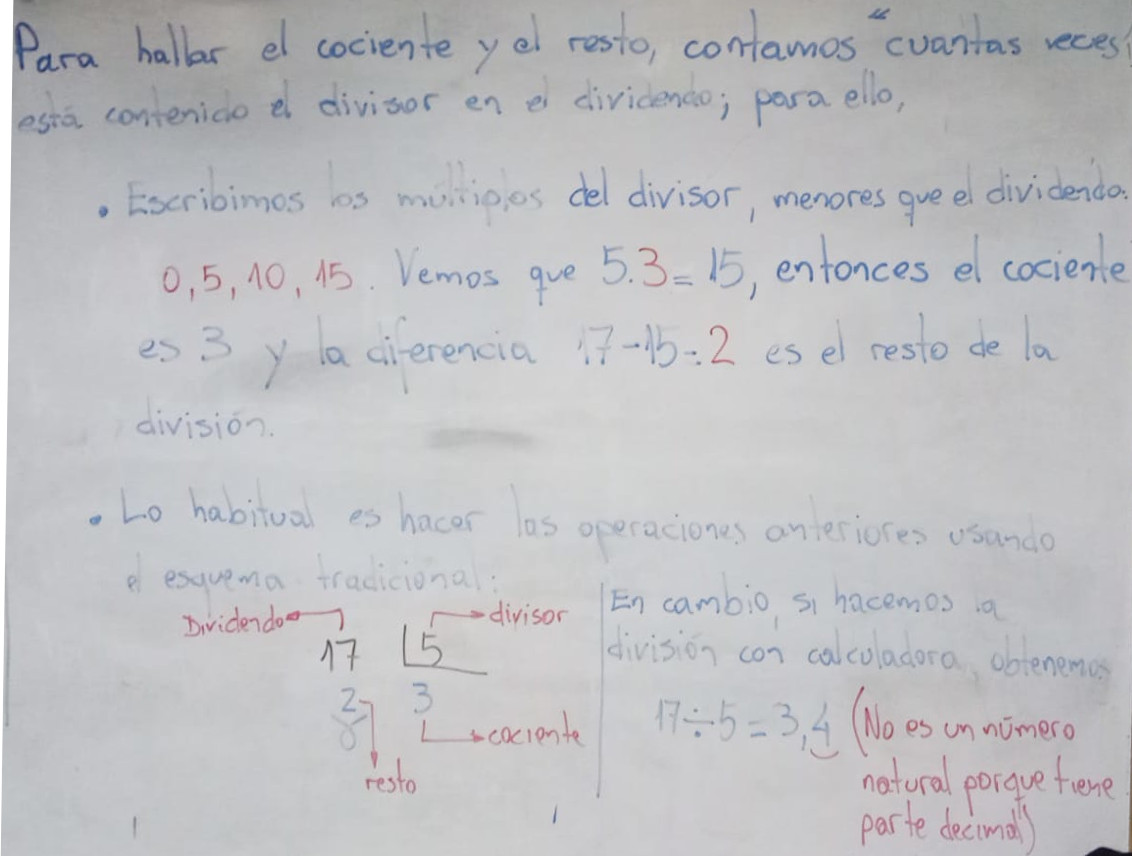 Para hallar el cociente y el resto, contamos "cuantas veces"
está contenido el divisor en el dividendo; para ello,
• Escribimos los múltiplos del divisor, menores que el dividendo:
0, 5, 10, 15. Vemos que 5.3=15, entonces el cociente
es 3 y la diferencia 17-15=2 es el resto de la
división.
• Lo habitual es hacer las operaciones anteriores usando
el esquema tradicional:
Dividendo
divisor
17 5
2 3
cociente
resto
En cambio, si hacemos la
división con calculadora, obtenemos
17÷5=3,4 (No es un número
natural porque tiene
parte decimal)